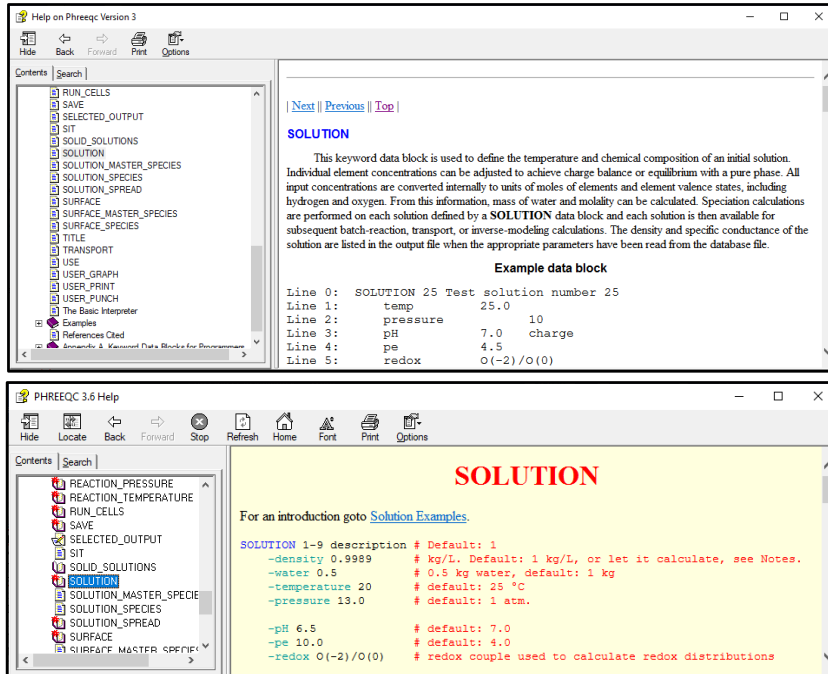 Help on Phreeqc Version 3
Hide Back Forward Print Options
Contents Search
RUN_CELLS
SAVE
SELECTED_OUTPUT
SIT
SOLID_SOLUTIONS
SOLUTION
SOLUTION_MASTER_SPECIES
SOLUTION_SPECIES
SOLUTION_SPREAD
SURFACE
SURFACE_MASTER_SPECIES
SURFACE_SPECIES
TITLE
TRANSPORT
USE
USER_GRAPH
USER_PRINT
USER_PUNCH
The Basic Interpreter
Examples
References Cited
Appendix A. Keyword Data Blocks for Programmers
| Next || Previous || Top |
SOLUTION
This keyword data block is used to define the temperature and chemical composition of an initial solution.
Individual element concentrations can be adjusted to achieve charge balance or equilibrium with a pure phase. All
input concentrations are converted internally to units of moles of elements and element valence states, including
hydrogen and oxygen. From this information, mass of water and molality can be calculated. Speciation calculations
are performed on each solution defined by a SOLUTION data block and each solution is then available for
subsequent batch-reaction, transport, or inverse-modeling calculations. The density and specific conductance of the
solution are listed in the output file when the appropriate parameters have been read from the database file.
Example data block
Line 0: SOLUTION 25 Test solution number 25
Line 1: temp 25.0
Line 2: pressure 10
Line 3: pH 7.0 charge
Line 4: pe 4.5
Line 5: redox O(-2)/O(0)
PHREEQC 3.6 Help
Hide Locate Back Forward Stop Refresh Home Font Print Options
Contents Search
REACTION_PRESSURE
REACTION_TEMPERATURE
RUN_CELLS
SAVE
SELECTED_OUTPUT
SIT
SOLID_SOLUTIONS
SOLUTION
SOLUTION_MASTER_SPECIE
SOLUTION_SPECIES
SOLUTION_SPREAD
SURFACE
SURFACE_MASTER_SPECIES
SOLUTION
For an introduction goto Solution Examples.
SOLUTION 1-9 description # Default: 1
-density 0.9989 # kg/L. Default: 1 kg/L, or let it calculate, see Notes.
-water 0.5 # 0.5 kg water, default: 1 kg
-temperature 20 # default: 25 °C
-pressure 13.0 # default: 1 atm.
-pH 6.5 # default: 7.0
-pe 10.0 # default: 4.0
-redox O(-2)/O(0) # redox couple used to calculate redox distributions